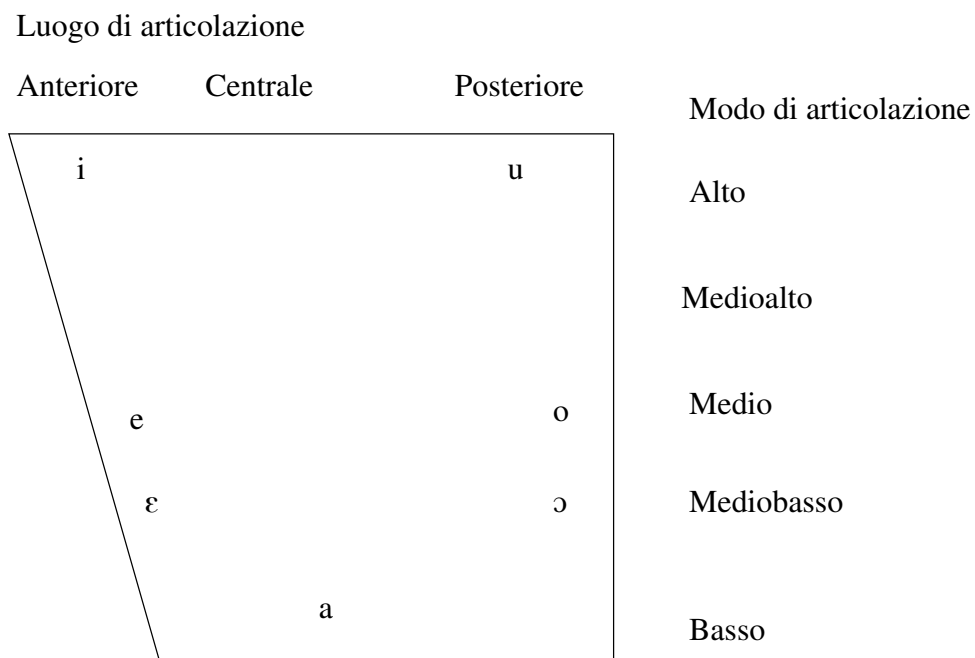 Luogo di articolazione
Anteriore Centrale Posteriore
Modo di articolazione
i u
Alto
Medioalto
e o Medio
ɛ ɔ Mediobasso
a
Basso